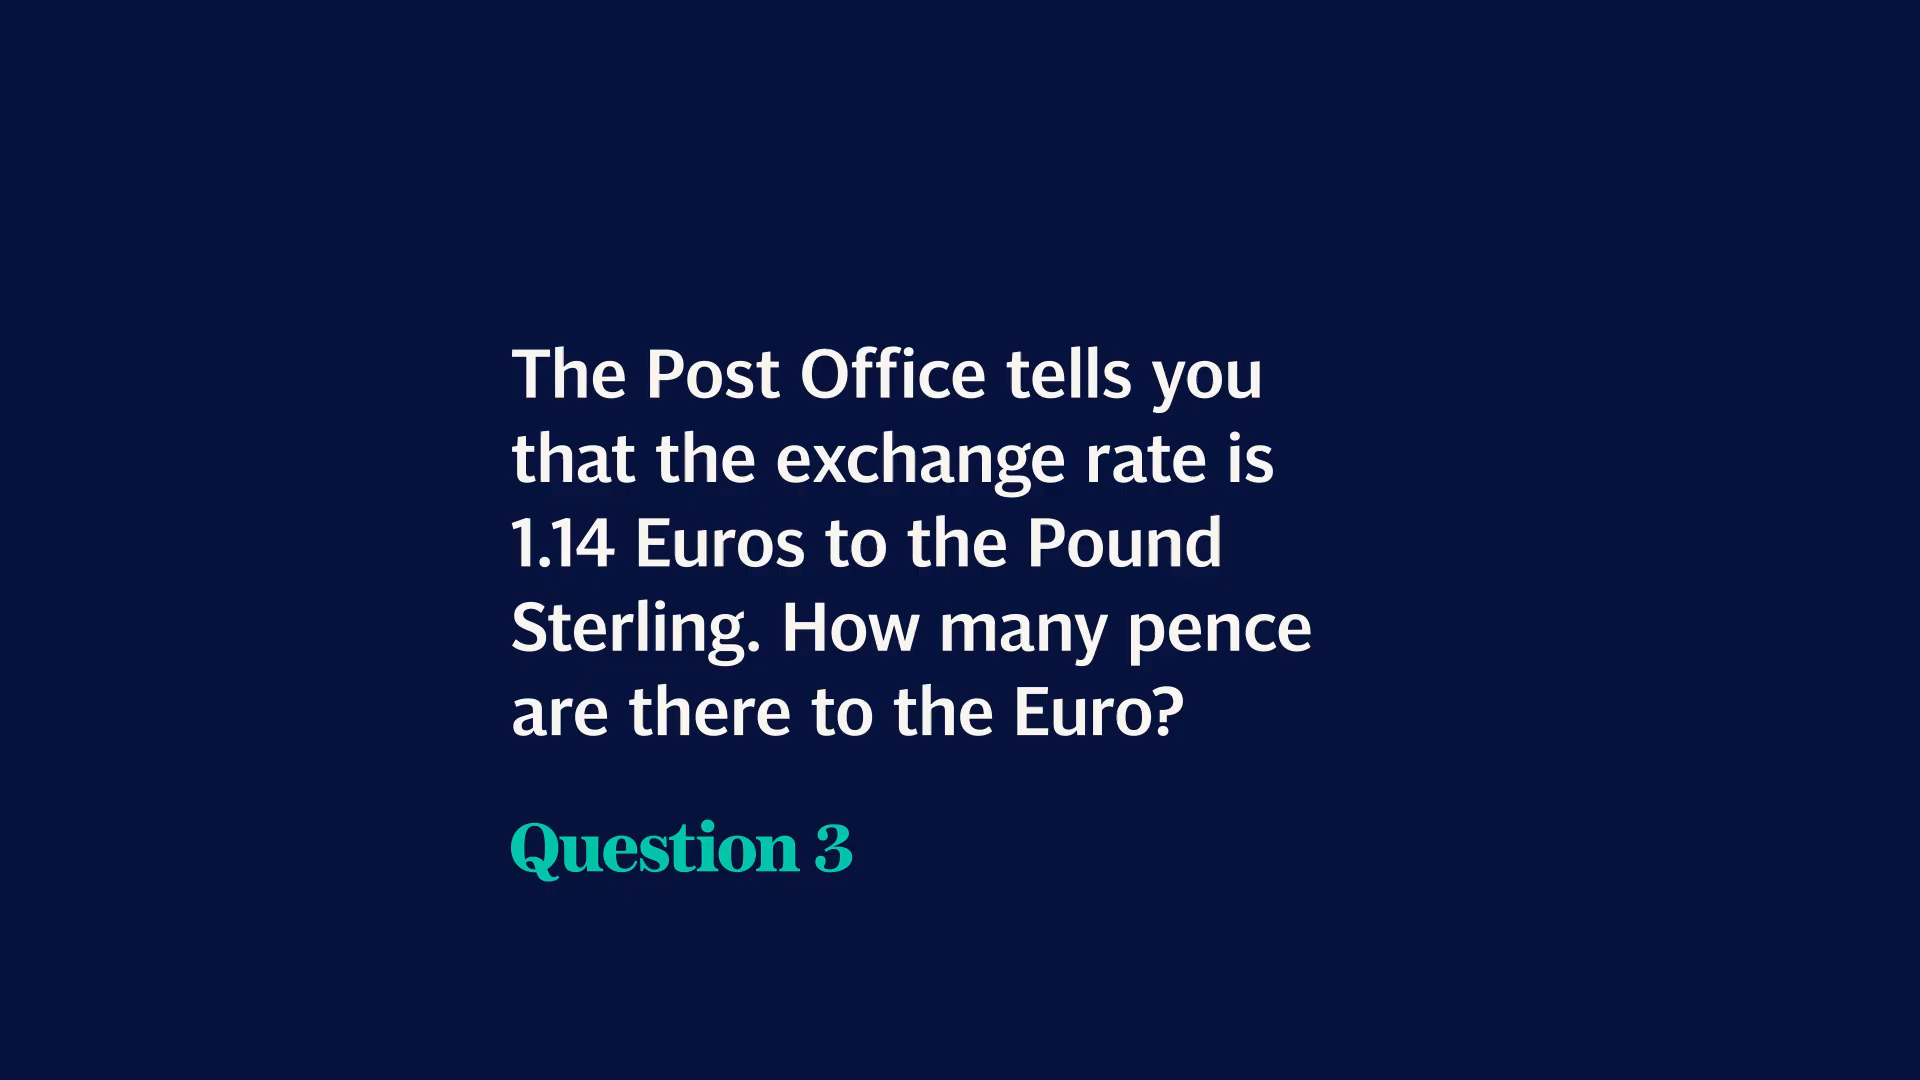 The Post Office tells you
that the exchange rate is
1.14 Euros to the Pound
Sterling. How many pence
are there to the Euro?
Question 3